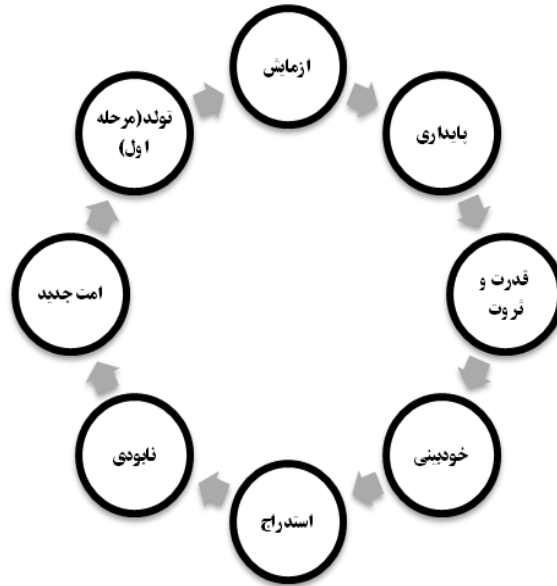 تولد(مرحله
اول)
ازمایش
پایداری
قدرت و
ثروت
خودبینی
استدراج
نابودی
امت جدید